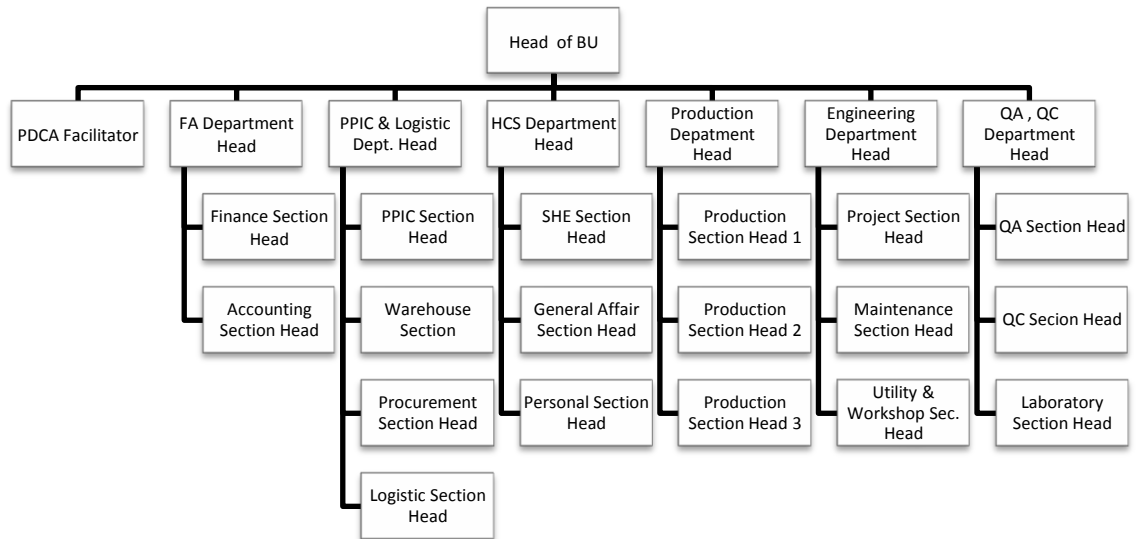 Head of BU
PDCA Facilitator
FA Department
Head
PPIC & Logistic
Dept. Head
HCS Department
Head
Production
Depatment
Head
Engineering
Department
Head
QA , QC
Department
Head
Finance Section
Head
PPIC Section
Head
SHE Section
Head
Production
Section Head 1
Project Section
Head
QA Section Head
Accounting
Section Head
Warehouse
Section
General Affair
Section Head
Production
Section Head 2
Maintenance
Section Head
QC Secion Head
Procurement
Section Head
Personal Section
Head
Production
Section Head 3
Utility &
Workshop Sec.
Head
Laboratory
Section Head
Logistic Section
Head